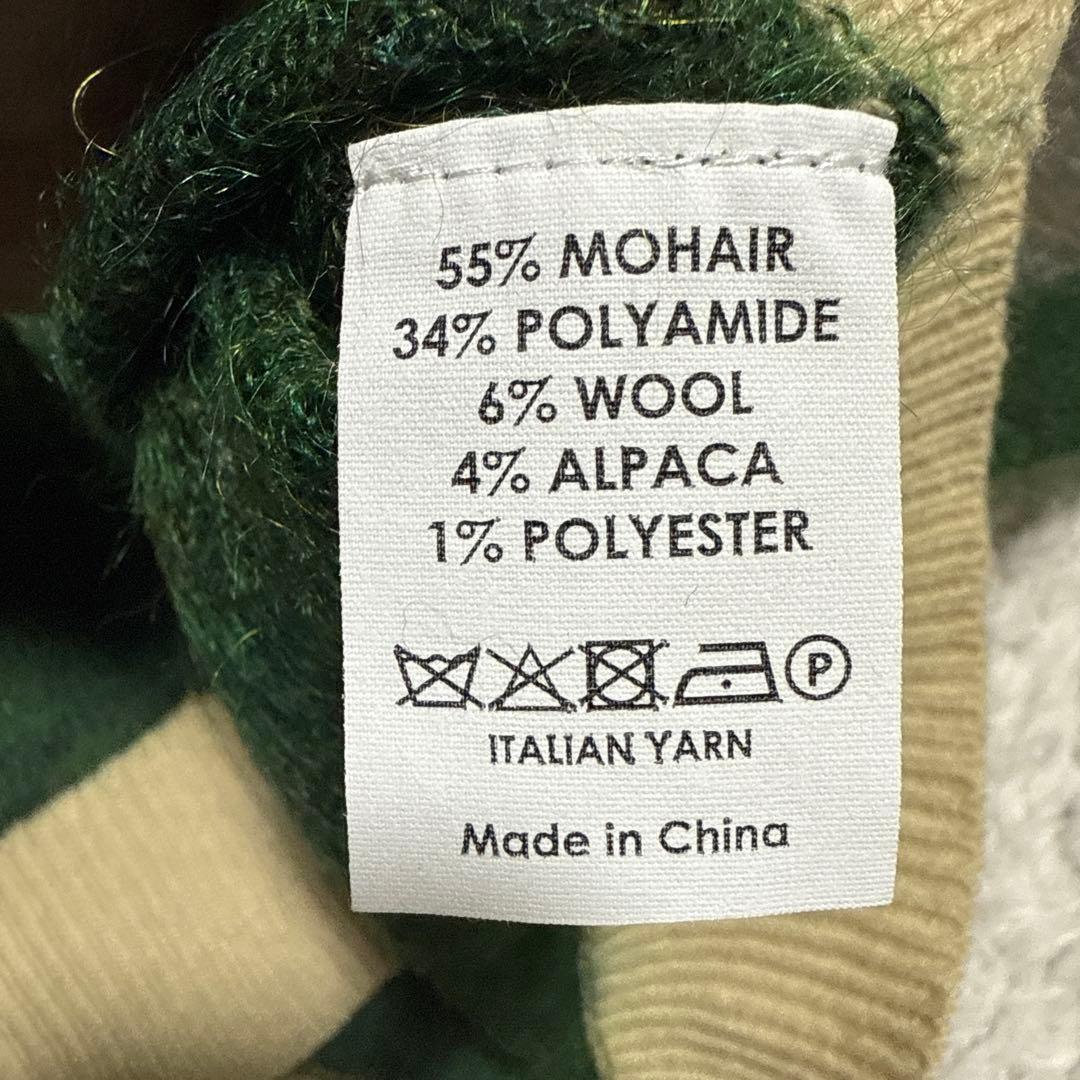 55% MOHAIR
34% POLYAMIDE
6% WOOL
4% ALPACA
1% POLYESTER
P
ITALIAN YARN
Made in China